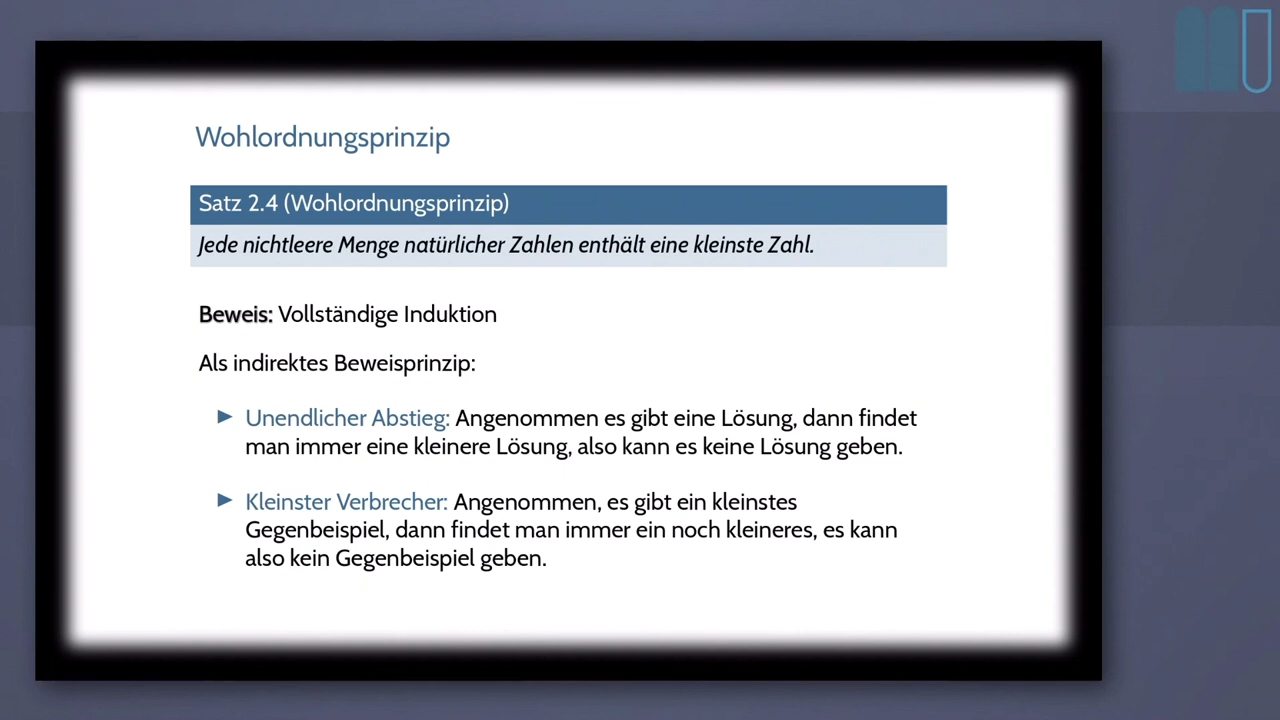 Wohlordnungsprinzip
Satz 2.4 (Wohlordnungsprinzip)
Jede nichtleere Menge natürlicher Zahlen enthält eine kleinste Zahl.
Beweis: Vollständige Induktion
Als indirektes Beweisprinzip:
► Unendlicher Abstieg: Angenommen es gibt eine Lösung, dann findet
man immer eine kleinere Lösung, also kann es keine Lösung geben.
► Kleinster Verbrecher: Angenommen, es gibt ein kleinstes
Gegenbeispiel, dann findet man immer ein noch kleineres, es kann
also kein Gegenbeispiel geben.